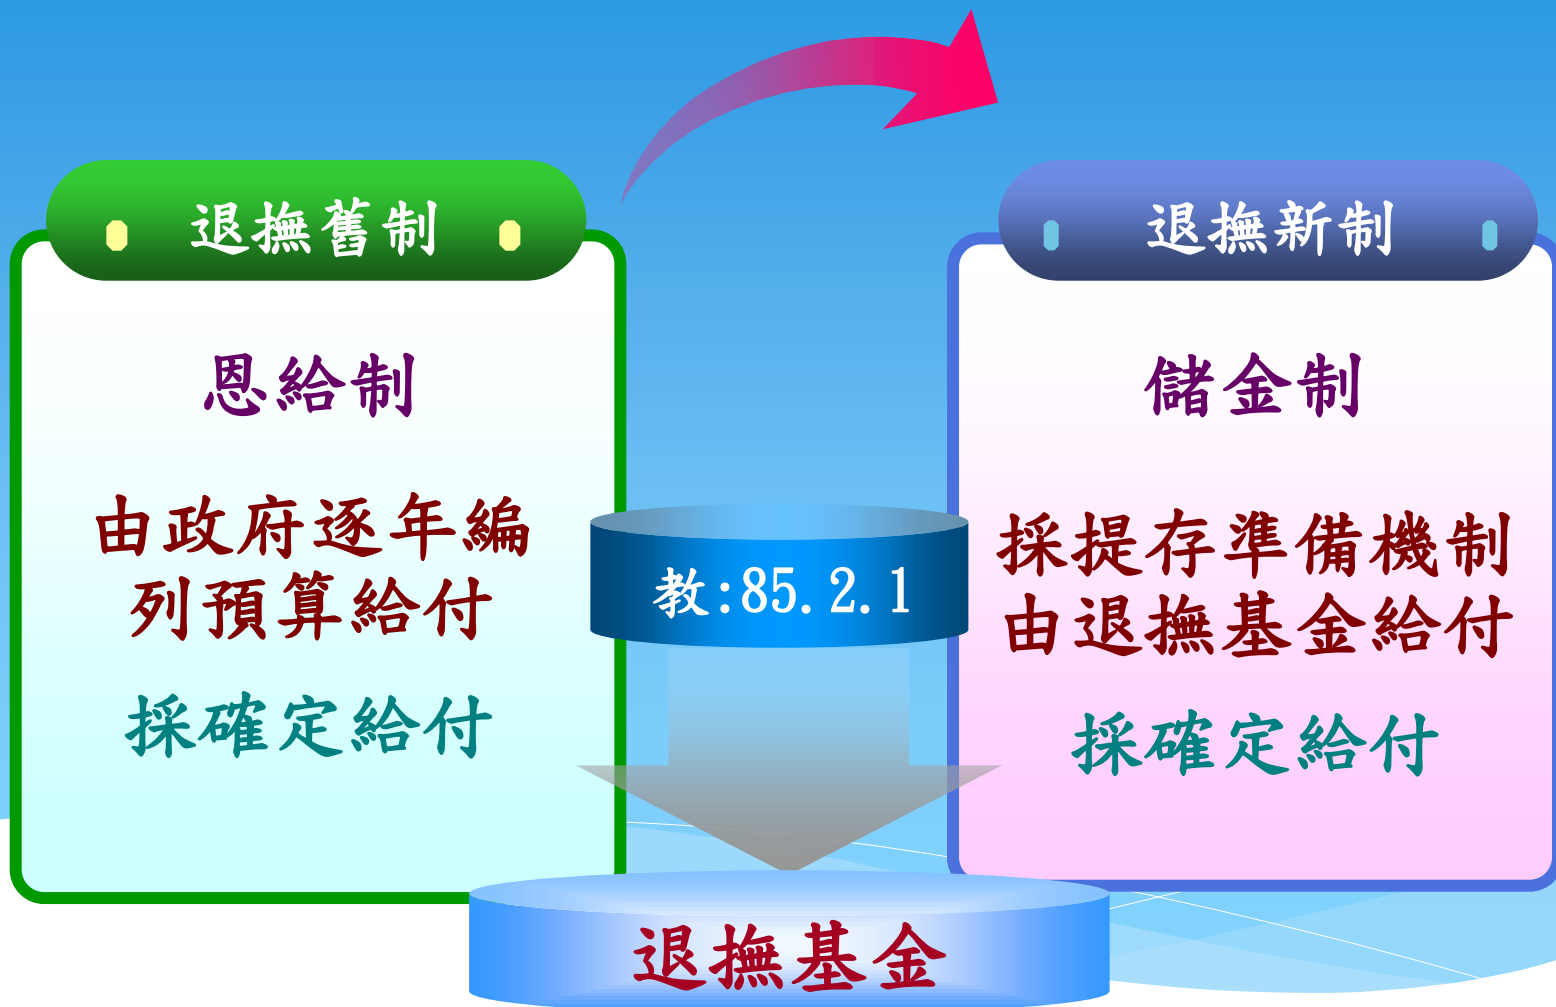 退撫舊制
恩給制
由政府逐年編
列預算給付
採確定給付
教:85.2.1
退撫新制
儲金制
採提存準備機制
由退撫基金給付
採確定給付
退撫基金